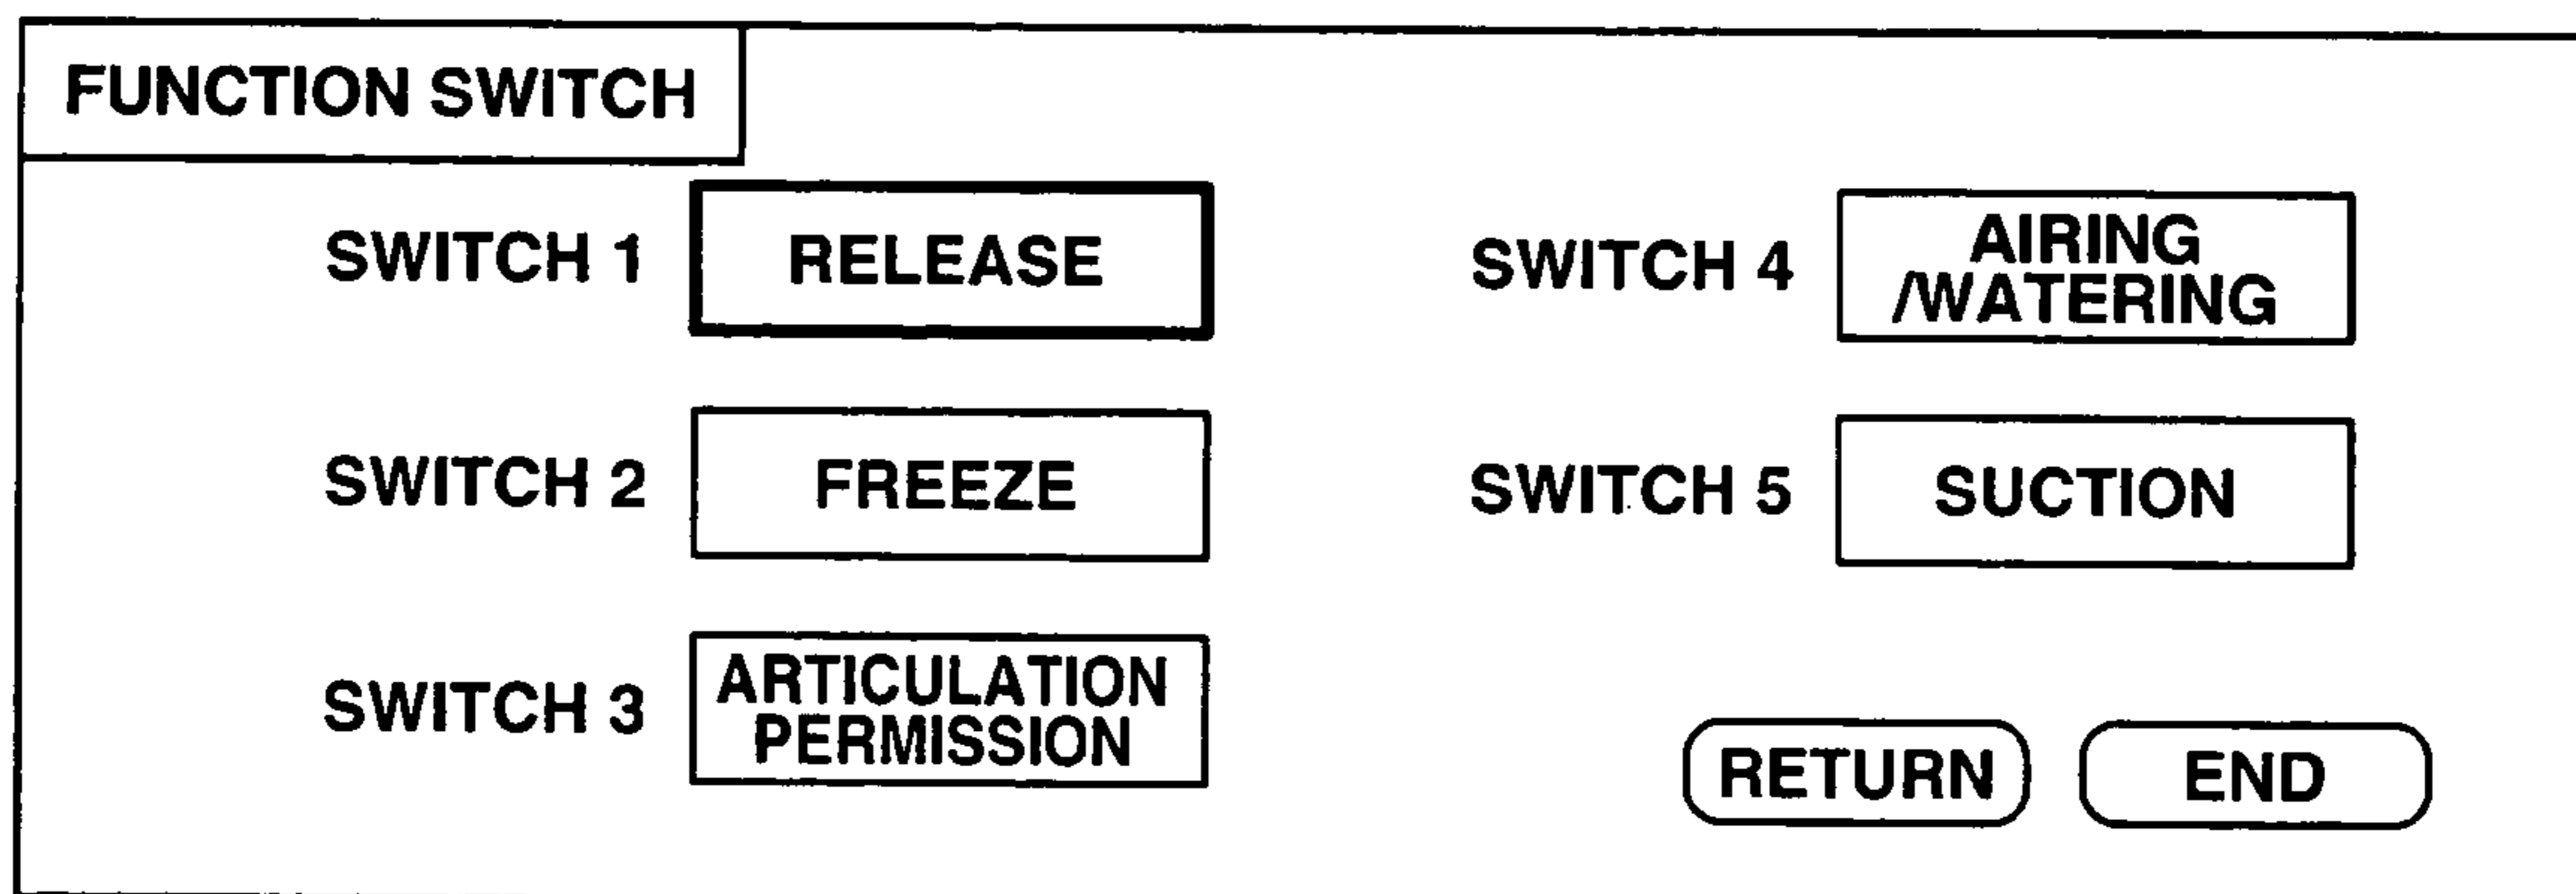 FUNCTION SWITCH
SWITCH 1
RELEASE
SWITCH 2
FREEZE
SWITCH 3
ARTICULATION
PERMISSION
SWITCH 4
AIRING
/WATERING
SWITCH 5
SUCTION
RETURN
END